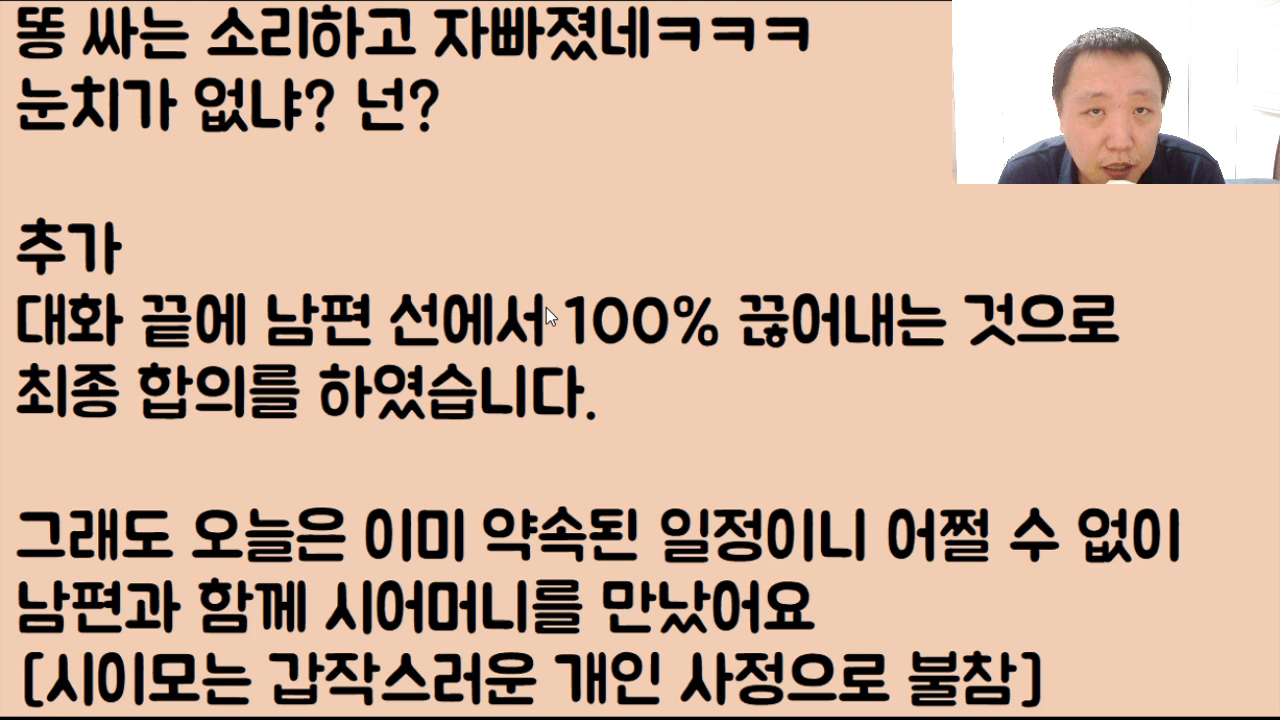 똥 싸는 소리하고 자빠졌네ㅋㅋㅋ
눈치가 없냐? 넌?
추가
대화 끝에 남편 선에서 100% 끊어내는 것으로
최종 합의를 하였습니다.
그래도 오늘은 이미 약속된 일정이니 어쩔 수 없이
남편과 함께 시어머니를 만났어요
[시이모는 갑작스러운 개인 사정으로 불참]